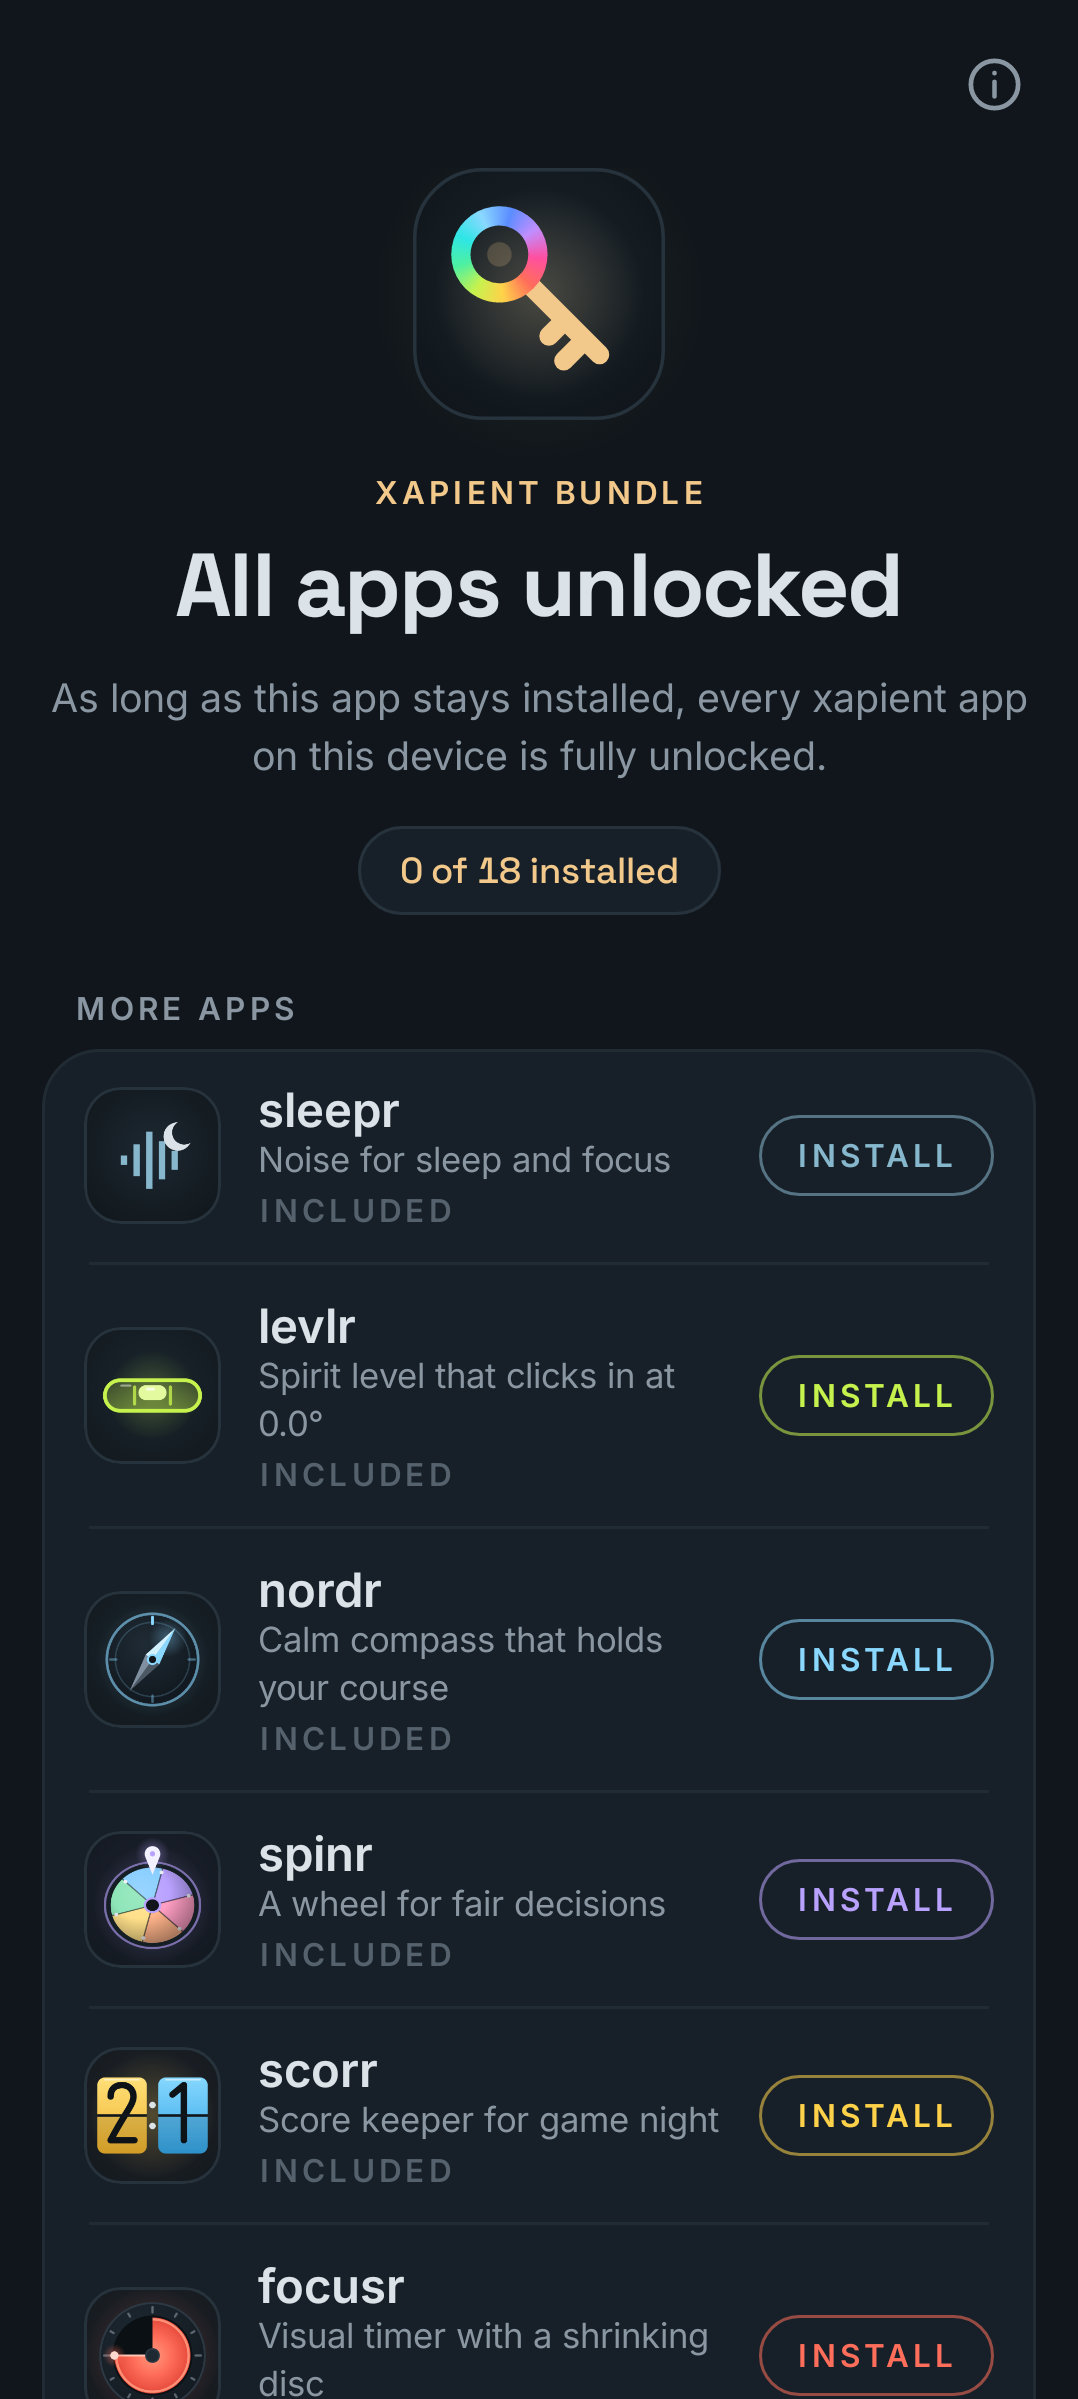 XAPIENT BUNDLE
All apps unlocked
As long as this app stays installed, every xapient app
on this device is fully unlocked.
0 of 18 installed
MORE APPS
sleepr
Noise for sleep and focus
INCLUDED
INSTALL
levlr
Spirit level that clicks in at
0.0°
INCLUDED
INSTALL
nordr
Calm compass that holds
your course
INCLUDED
INSTALL
spinr
A wheel for fair decisions
INCLUDED
INSTALL
2:1
scorr
Score keeper for game night
INCLUDED
INSTALL
focusr
Visual timer with a shrinking
disc
INSTALL